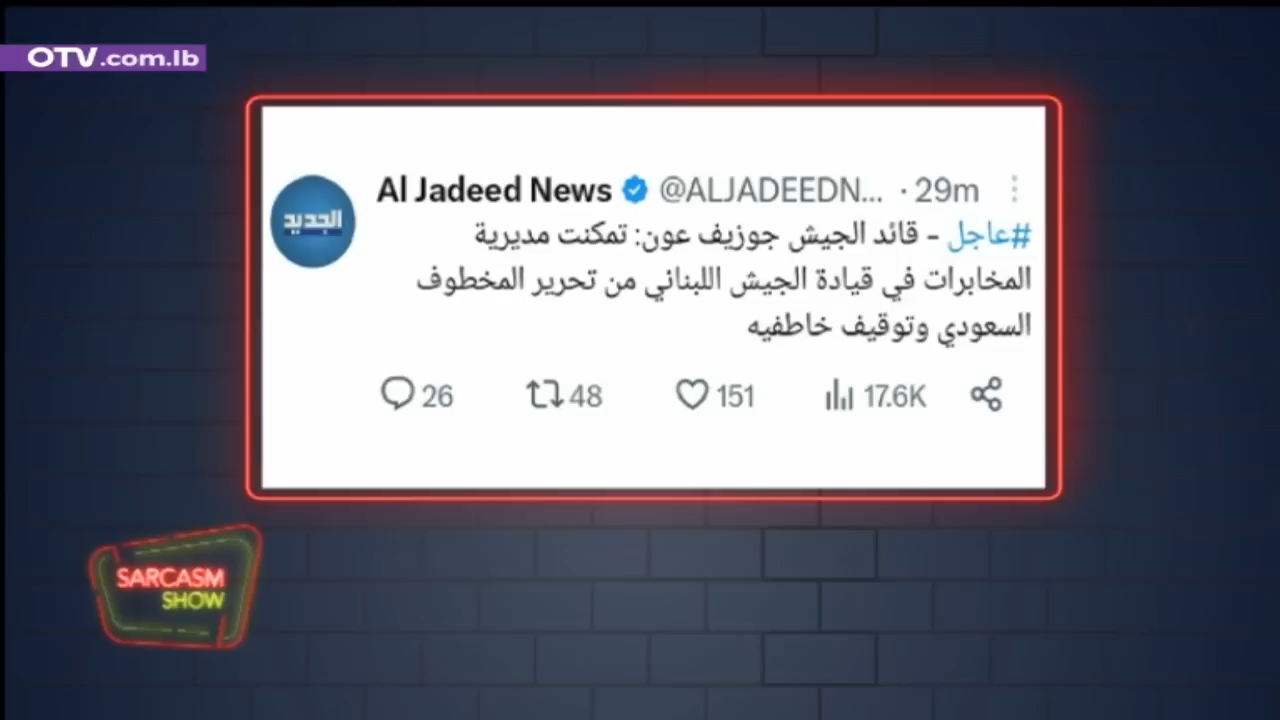 OTV.com.lb
Al Jadeed News @ALJADEEDN... · 29m
الجديد
#عاجل - قائد الجيش جوزيف عون: تمكنت مديرية
المخابرات في قيادة الجيش اللبناني من تحرير المخطوف
السعودي وتوقيف خاطفيه
26 48 151 17.6K
SARCASM
SHOW